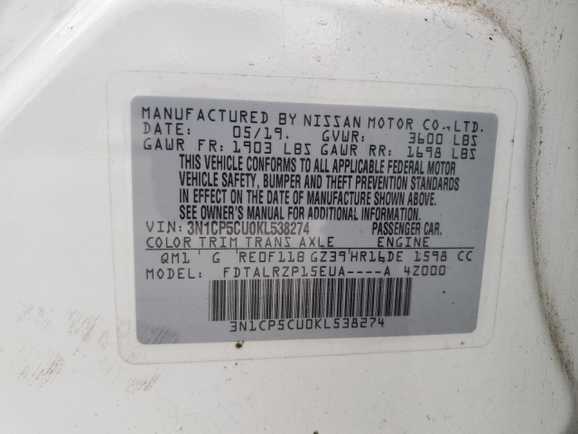 MANUFACTURED BY NISSAN MOTOR CO.,LTD.
DATE: 05/19. GVWR: 3600 LBS
GAWR FR: 1903 LBS GAWR RR: 1698 LBS
THIS VEHICLE CONFORMS TO ALL APPLICABLE FEDERAL MOTOR
VEHICLE SAFETY, BUMPER AND THEFT PREVENTION STANDARDS
IN EFFECT ON THE DATE OF MANUFACTURE SHOWN ABOVE.
SEE OWNER'S MANUAL FOR ADDITIONAL INFORMATION.
VIN: 3N1CP5CU0KL538274 PASSENGER CAR.
COLOR TRIM TRANS AXLE ENGINE
QM1 G RE0F11B GZ39 HR16DE 1598 CC
MODEL: FDTALRZP15EUA----A 4Z000
3N1CP5CU0KL538274